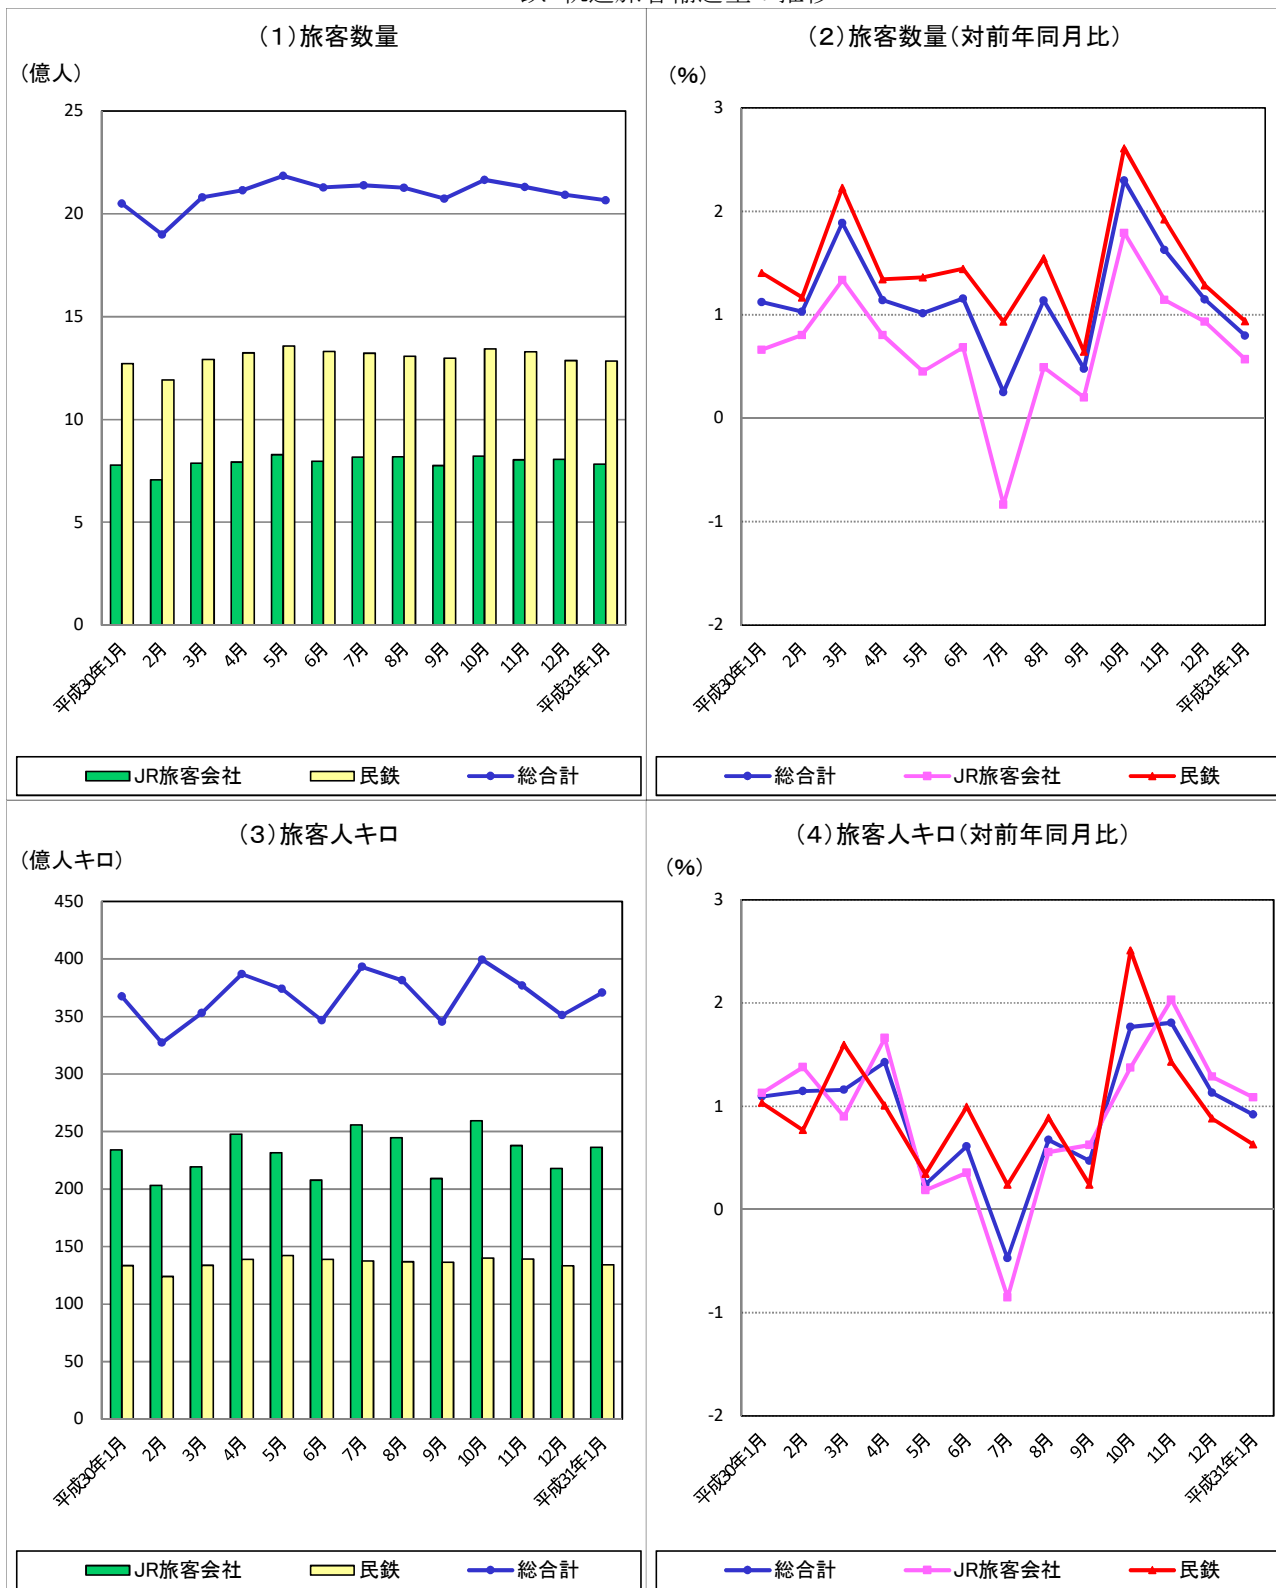 (1)旅客数量
(億人)
25
20
15
10
5
0
平成30年1月
2月
3月
4月
5月
6月
7月
8月
9月
10月
11月
12月
平成31年1月
JR旅客会社 民鉄 総合計
(2)旅客数量(対前年同月比)
(%)
3
2
1
0
-1
-2
平成30年1月
2月
3月
4月
5月
6月
7月
8月
9月
10月
11月
12月
平成31年1月
総合計 JR旅客会社 民鉄
(3)旅客人キロ
(億人キロ)
450
400
350
300
250
200
150
100
50
0
平成30年1月
2月
3月
4月
5月
6月
7月
8月
9月
10月
11月
12月
平成31年1月
JR旅客会社 民鉄 総合計
(4)旅客人キロ(対前年同月比)
(%)
3
2
1
0
-1
-2
平成30年1月
2月
3月
4月
5月
6月
7月
8月
9月
10月
11月
12月
平成31年1月
総合計 JR旅客会社 民鉄